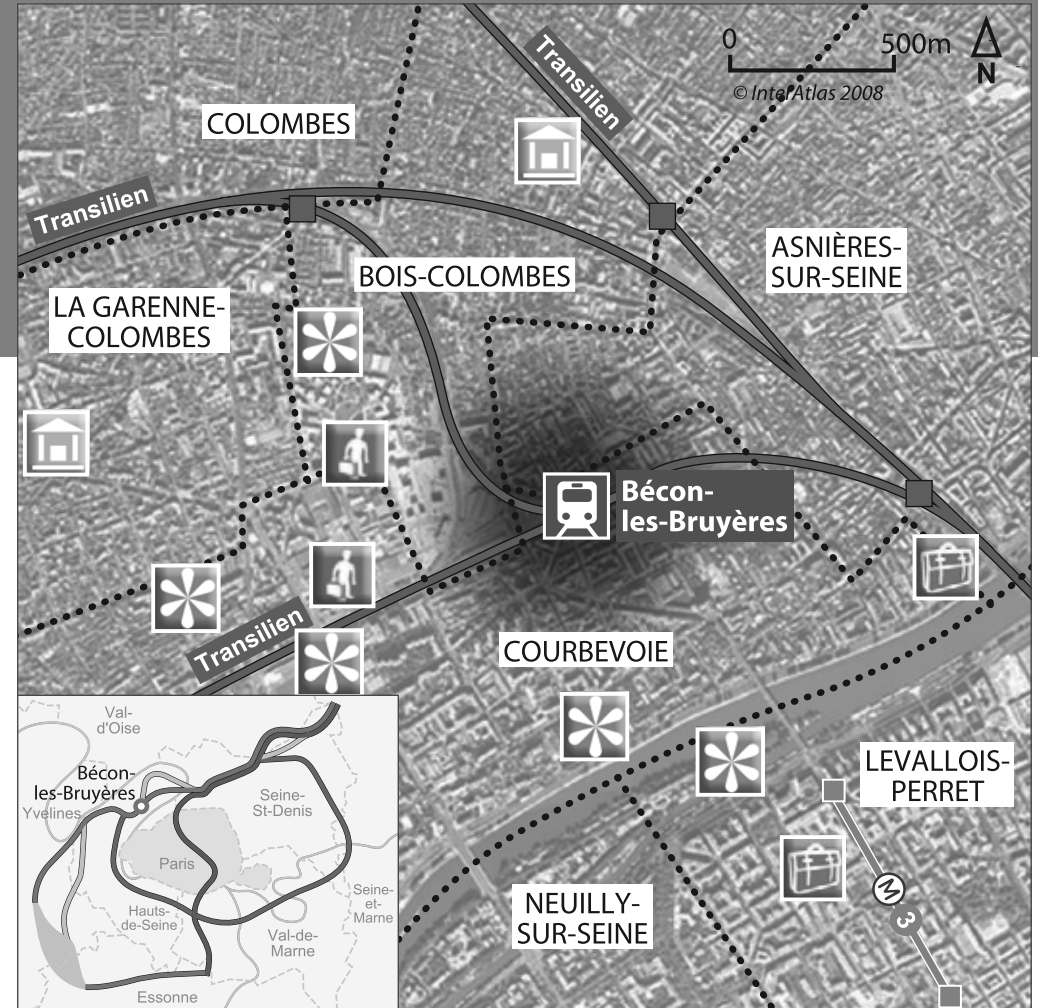 0
500m
N
© InterAtlas 2008
Transilien
COLOMBES
Transilien
ASNIÈRES-
SUR-SEINE
BOIS-COLOMBES
LA GARENNE-
COLOMBES
Bécon-
les-Bruyères
Transilien
COURBEVOIE
LEVALLOIS-
PERRET
M
3
NEUILLY-
SUR-SEINE
Val-
d'Oise
Bécon-
les-Bruyères
Yvelines
Seine-
St-Denis
Paris
Hauts-
de-Seine
Seine-
et-
Marne
Val-de-
Marne
Essonne